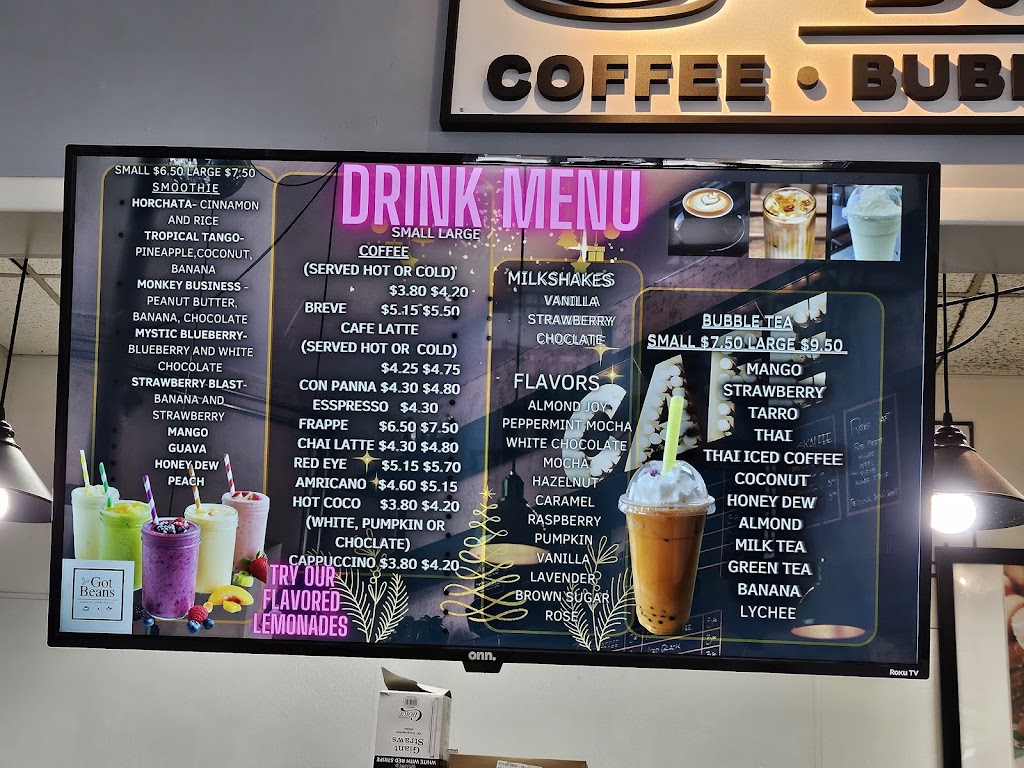 COFFEE • BUB
DRINK MENU
SMALL $6.50 LARGE $7.50
SMOOTHIE
HORCHATA- CINNAMON
AND RICE
TROPICAL TANGO-
PINEAPPLE,COCONUT,
BANANA
MONKEY BUSINESS -
PEANUT BUTTER,
BANANA, CHOCOLATE
MYSTIC BLUEBERRY-
BLUEBERRY AND WHITE
CHOCOLATE
STRAWBERRY BLAST-
BANANA AND
STRAWBERRY
MANGO
GUAVA
HONEY DEW
PEACH
Got
Beans
SMALL LARGE
COFFEE
(SERVED HOT OR COLD)
$3.80 $4.20
BREVE $5.15 $5.50
CAFE LATTE
(SERVED HOT OR COLD)
$4.25 $4.75
CON PANNA $4.30 $4.80
ESSPRESSO $4.30
FRAPPE $6.50 $7.50
CHAI LATTE $4.30 $4.80
RED EYE $5.15 $5.70
AMRICANO $4.60 $5.15
HOT COCO $3.80 $4.20
(WHITE, PUMPKIN OR
CHOCLATE)
CAPPUCCINO $3.80 $4.20
TRY OUR
FLAVORED
LEMONADES
MILKSHAKES
VANILLA
STRAWBERRY
CHOCLATE
FLAVORS
ALMOND JOY
PEPPERMINT MOCHA
WHITE CHOCOLATE
MOCHA
HAZELNUT
CARAMEL
RASPBERRY
PUMPKIN
VANILLA
LAVENDER
BROWN SUGAR
ROSE
BUBBLE TEA
SMALL $7.50 LARGE $9.50
MANGO
STRAWBERRY
TARRO
THAI
THAI ICED COFFEE
COCONUT
HONEY DEW
ALMOND
MILK TEA
GREEN TEA
BANANA
LYCHEE
onn.
Roku TV
Giant
Straws
WHITE WITH RED STRIPE